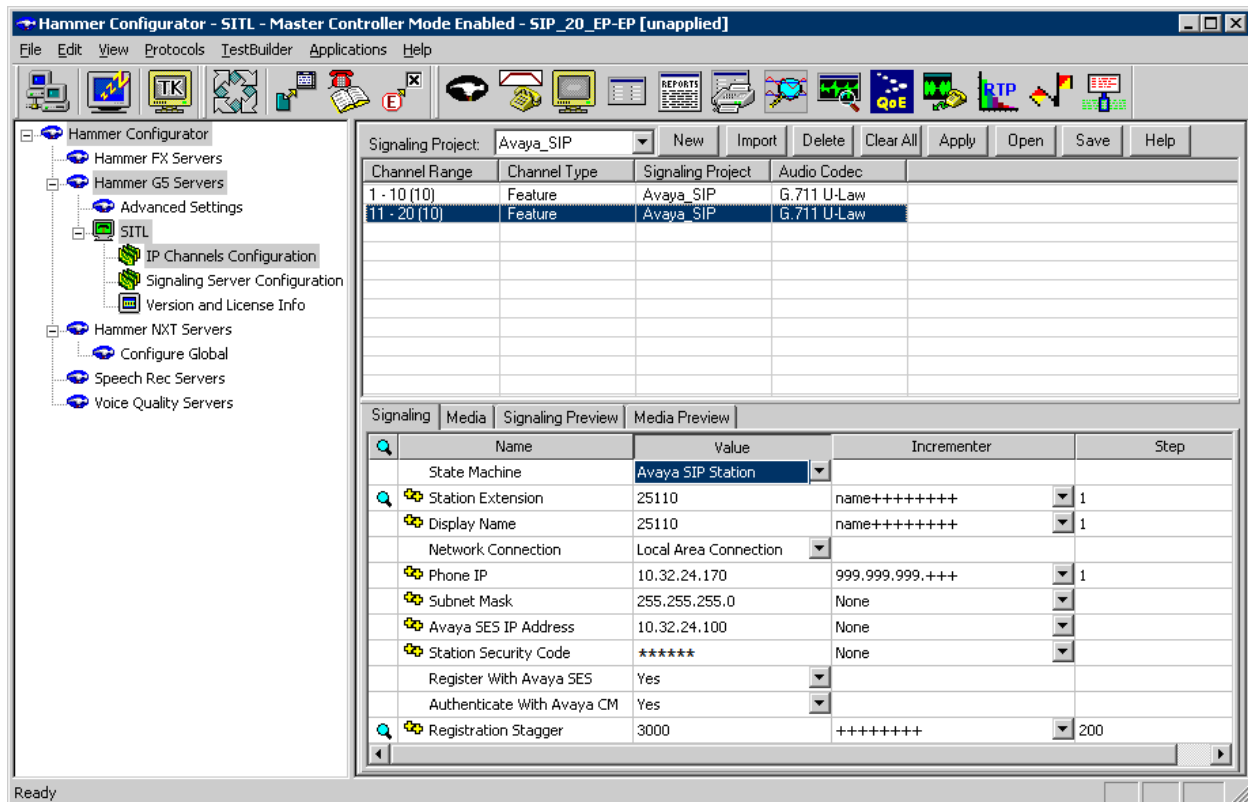 Hammer Configurator - SITL - Master Controller Mode Enabled - SIP_20_EP-EP [unapplied]
File Edit View Protocols TestBuilder Applications Help
TK E REPORTS QoE RTP
Hammer Configurator
Hammer FX Servers
Hammer G5 Servers
Advanced Settings
SITL
IP Channels Configuration
Signaling Server Configuration
Version and License Info
Hammer NXT Servers
Configure Global
Speech Rec Servers
Voice Quality Servers
Signaling Project: Avaya_SIP New Import Delete Clear All Apply Open Save Help
Channel Range Channel Type Signaling Project Audio Codec
1 - 10 (10) Feature Avaya_SIP G.711 U-Law
11 - 20 (10) Feature Avaya_SIP G.711 U-Law
Signaling Media Signaling Preview Media Preview
Name Value Incrementer Step
State Machine Avaya SIP Station
Station Extension 25110 name++++++++ 1
Display Name 25110 name++++++++ 1
Network Connection Local Area Connection
Phone IP 10.32.24.170 999.999.999.+++ 1
Subnet Mask 255.255.255.0 None
Avaya SES IP Address 10.32.24.100 None
Station Security Code ****** None
Register With Avaya SES Yes
Authenticate With Avaya CM Yes
Registration Stagger 3000 ++++++++ 200
Ready